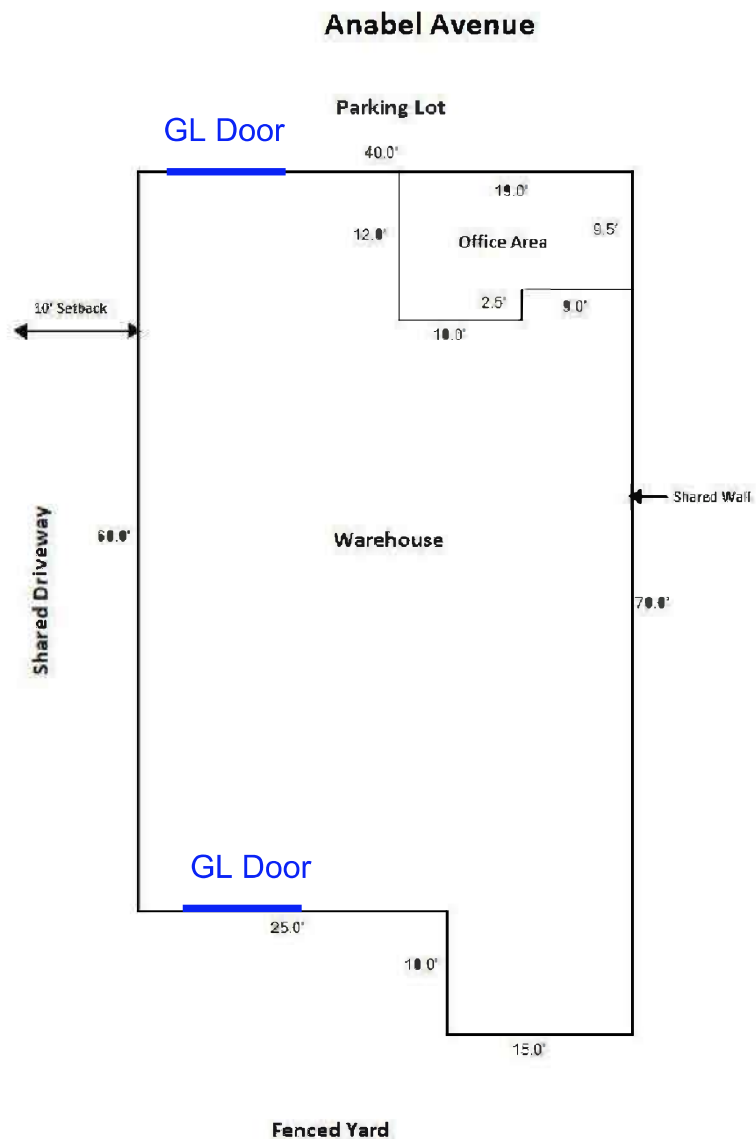 Anabel Avenue
Parking Lot
GL Door
40.0'
19.0'
12.0'
Office Area
9.5'
2.5'
9.0'
10.0'
10' Setback
Shared Wall
60.0'
Warehouse
Shared Driveway
70.0'
GL Door
25.0'
10.0'
15.0'
Fenced Yard